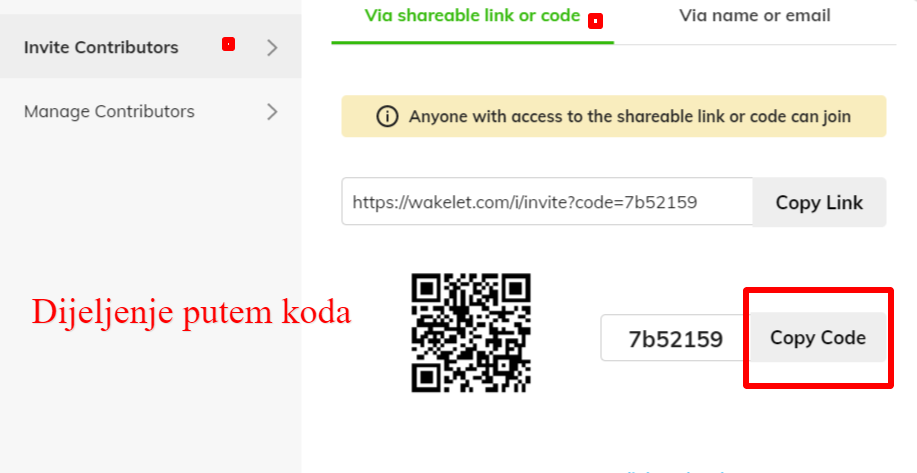 Via shareable link or code
Via name or email
Invite Contributors
Manage Contributors
Anyone with access to the shareable link or code can join
https://wakelet.com/i/invite?code=7b52159
Copy Link
Dijeljenje putem koda
7b52159
Copy Code